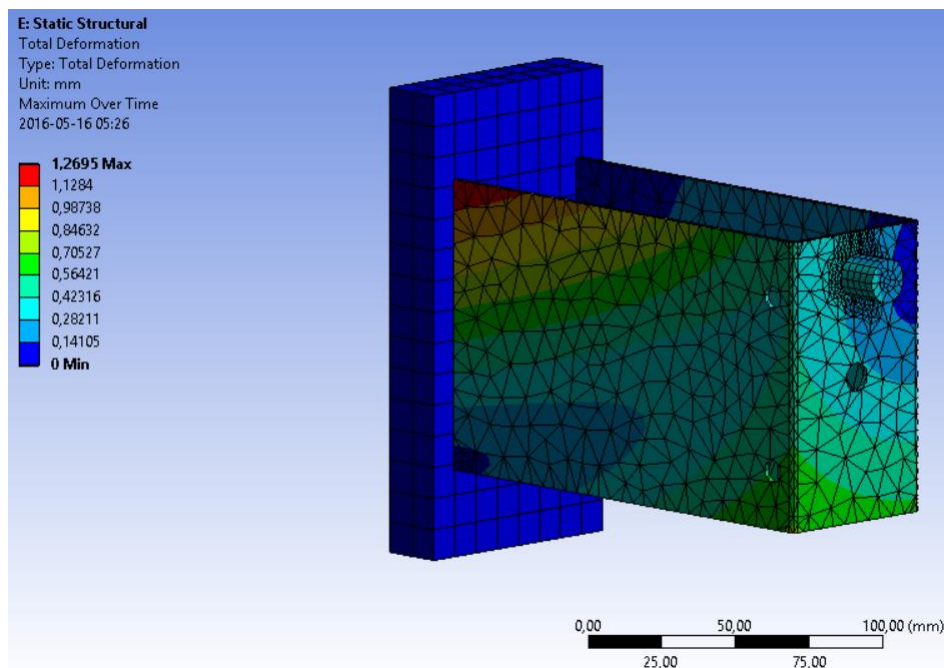 E: Static Structural
Total Deformation
Type: Total Deformation
Unit: mm
Maximum Over Time
2016-05-16 05:26
1,2695 Max
1,1284
0,98738
0,84632
0,70527
0,56421
0,42316
0,28211
0,14105
0 Min
0,00 50,00 100,00 (mm)
25,00 75,00